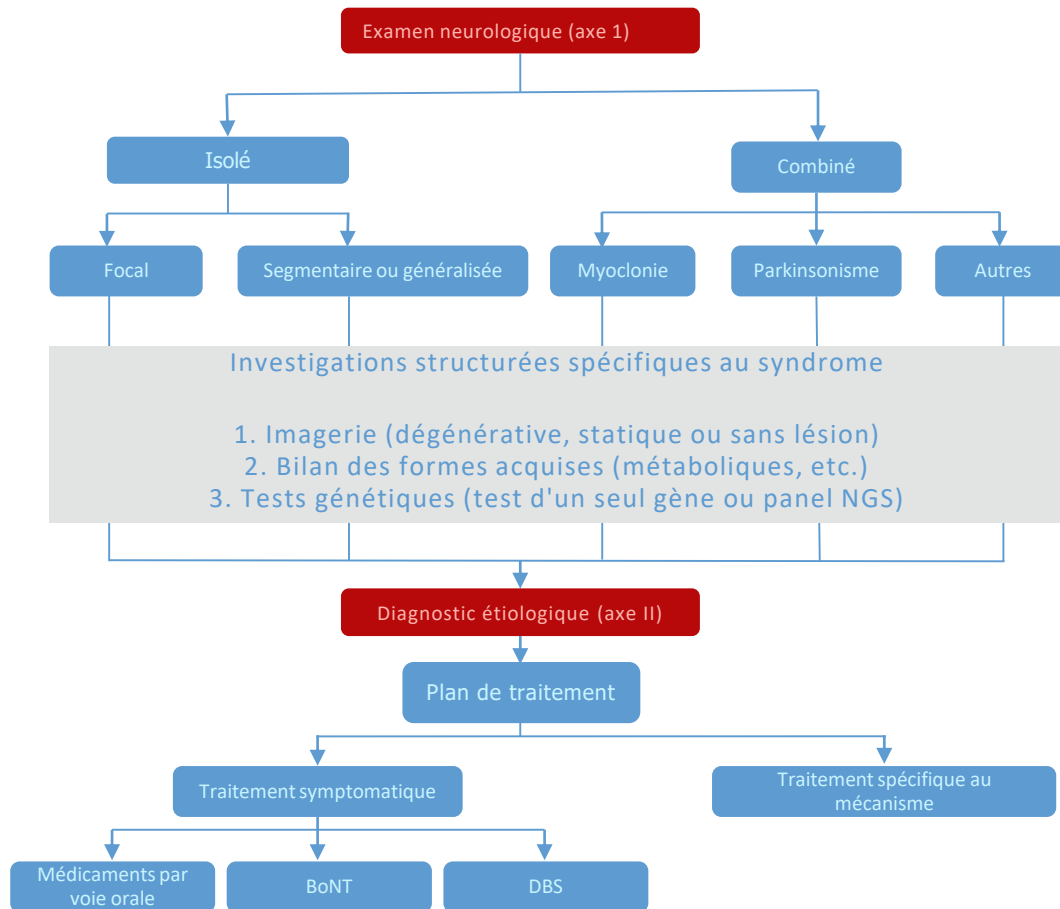 Examen neurologique (axe 1)
Isolé
Combiné
Focal
Segmentaire ou généralisée
Myoclonie
Parkinsonisme
Autres
Investigations structurées spécifiques au syndrome
1. Imagerie (dégénérative, statique ou sans lésion)
2. Bilan des formes acquises (métaboliques, etc.)
3. Tests génétiques (test d'un seul gène ou panel NGS)
Diagnostic étiologique (axe II)
Plan de traitement
Traitement symptomatique
Traitement spécifique au
mécanisme
Médicaments par
voie orale
BoNT
DBS